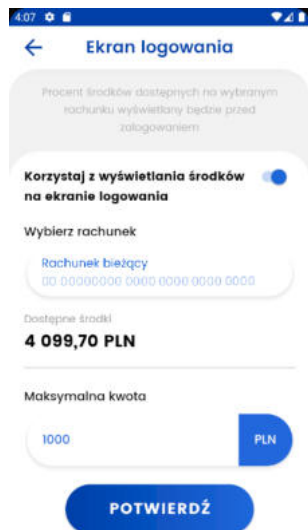 4:07
Ekran logowania
Procent środków dostępnych na wybranym
rachunku wyświetlany będzie przed
zalogowaniem
Korzystaj z wyświetlania środków
na ekranie logowania
Wybierz rachunek
Rachunek bieżący
00 00000000 0000 0000 0000 0000
Dostępne środki
4 099,70 PLN
Maksymalna kwota
1000
PLN
POTWIERDŹ